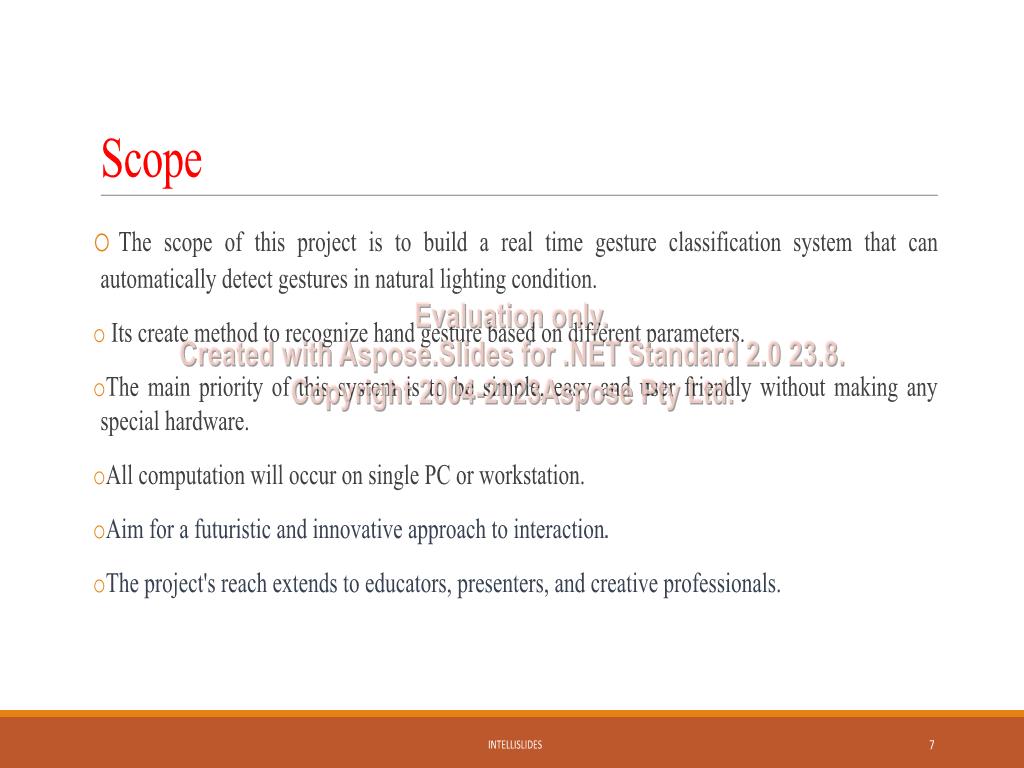 Scope
The scope of this project is to build a real time gesture classification system that can
automatically detect gestures in natural lighting condition.
Evaluation only.
Its create method to recognize hand gesture based on different parameters.
Created with Aspose.Slides for .NET Standard 2.0 23.8.
The main priority of this system is to be simple, easy and user friendly without making any
Copyright 2004-2023Aspose Pty Ltd.
special hardware.
All computation will occur on single PC or workstation.
Aim for a futuristic and innovative approach to interaction.
The project's reach extends to educators, presenters, and creative professionals.
INTELLISLIDES
7